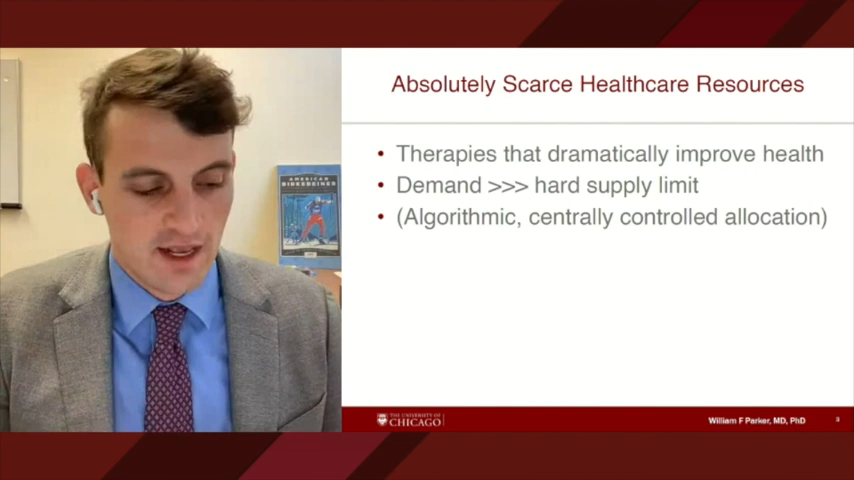 Absolutely Scarce Healthcare Resources
• Therapies that dramatically improve health
• Demand >>> hard supply limit
• (Algorithmic, centrally controlled allocation)
AMERICAN
BIRKEBEINER
THE UNIVERSITY OF
CHICAGO
William F Parker, MD, PhD
3